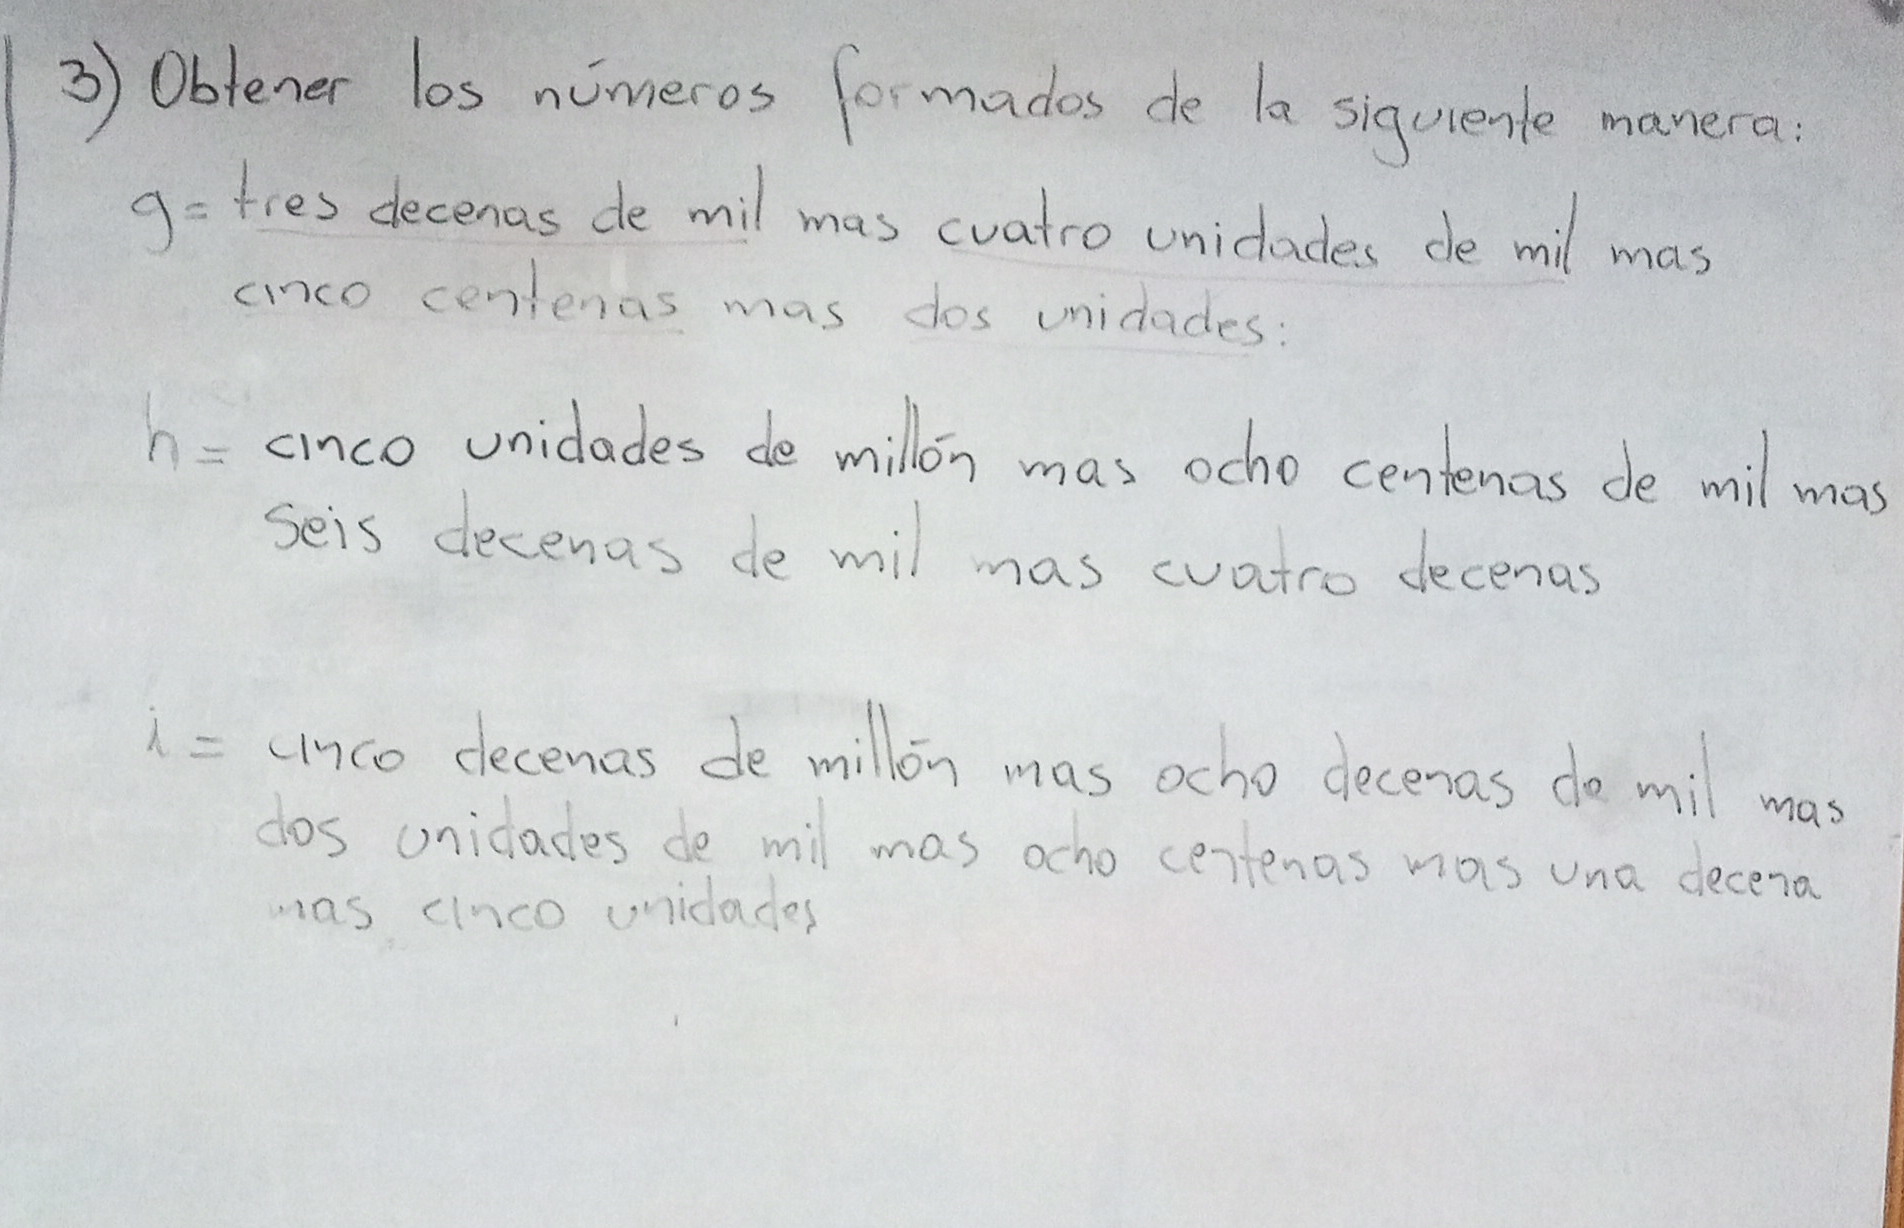 3) Obtener los números formados de la siguiente manera:
g= tres decenas de mil mas cuatro unidades de mil mas
cinco centenas mas dos unidades:
h= cinco unidades de millón mas ocho centenas de mil mas
seis decenas de mil mas cuatro decenas
i= cinco decenas de millón mas ocho decenas de mil mas
dos unidades de mil mas ocho centenas mas una decena
mas cinco unidades